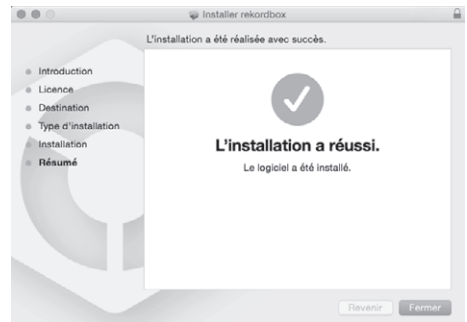 Installer rekordbox
L'installation a été réalisée avec succès.
Introduction
Licence
Destination
Type d'installation
Installation
Résumé
L'installation a réussi.
Le logiciel a été installé.
Revenir
Fermer